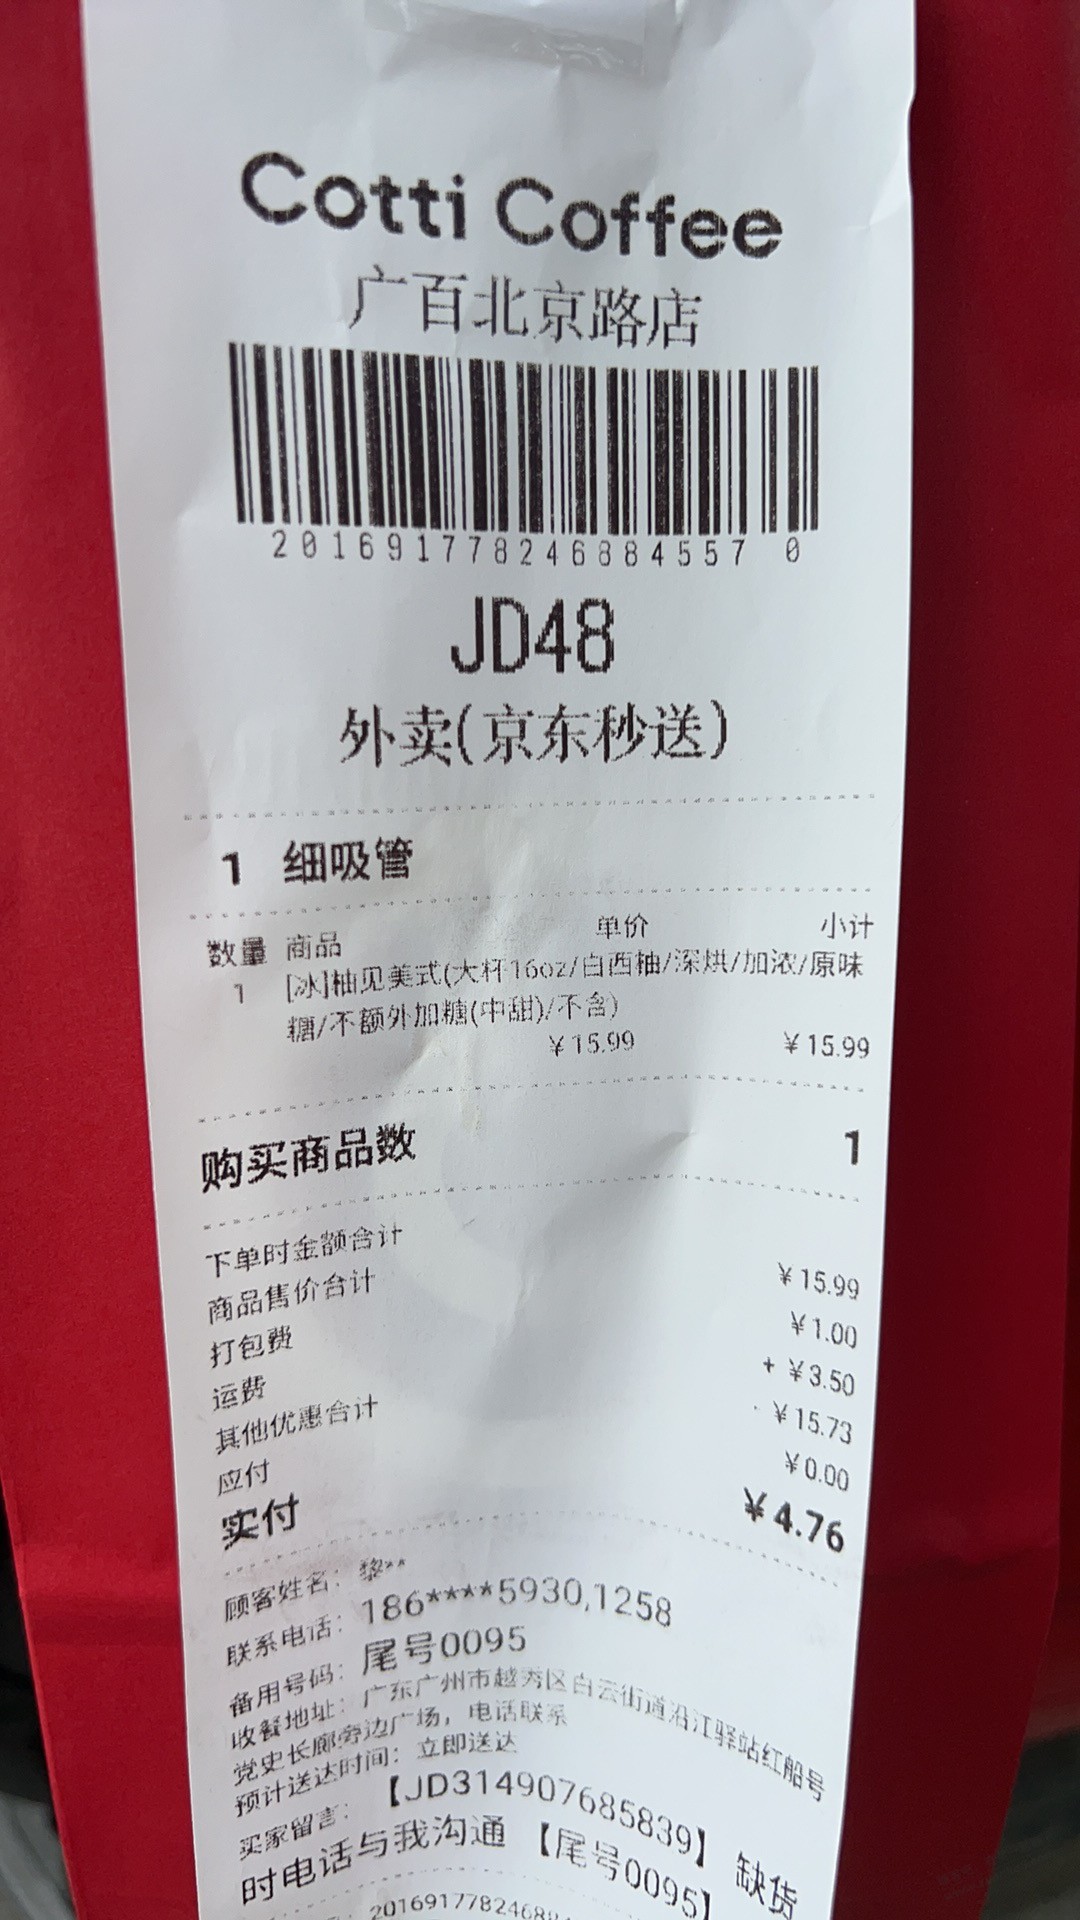 Cotti Coffee
广百北京路店
201691778246884557 0
JD48
外卖(京东秒送)
1 细吸管
数量 商品 单价 小计
1 [冰]柚见美式(大杯16oz/白西柚/深烘/加浓/原味
糖/不额外加糖(中甜)/不含)
¥15.99 ¥15.99
购买商品数 1
下单时金额合计
商品售价合计 ¥15.99
打包费 ¥1.00
运费 + ¥3.50
其他优惠合计 - ¥15.73
应付 ¥0.00
实付 ¥4.76
顾客姓名: 黎**
联系电话: 186****5930,1258
备用号码: 尾号0095
收餐地址: 广东广州市越秀区白云街道沿江驿站红船号
党史长廊旁边广场, 电话联系
预计送达时间: 立即送达
买家留言: 【JD314907685839】 缺货
时电话与我沟通 【尾号0095】